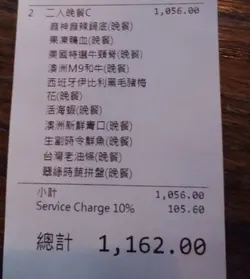 2 二人晚餐C 1,056.00
麻神麻辣鍋底(晚餐)
果凍鴨血(晚餐)
美國特選牛頸脊(晚餐)
澳洲M9和牛(晚餐)
西班牙伊比利黑毛豬梅
花(晚餐)
活海蝦(晚餐)
澳洲新鮮青口(晚餐)
生剖時令鮮魚(晚餐)
台灣老油條(晚餐)
田園時蔬拼盤(晚餐)
小計 1,056.00
Service Charge 10% 105.60
總計 1,162.00